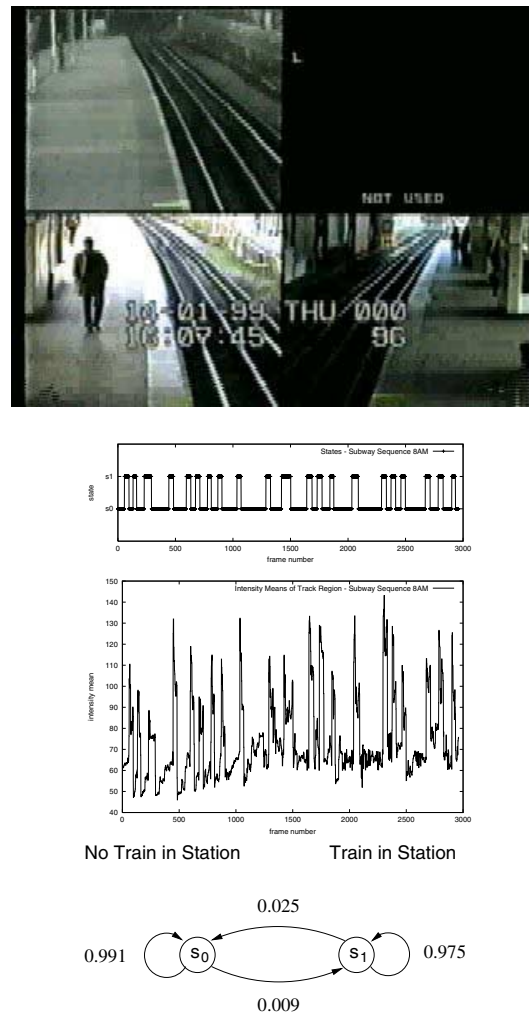 L
NOT USED
14-01-99 THU 000
16:07:45 96
States - Subway Sequence 8AM
s1
s0
state
0 500 1000 1500 2000 2500 3000
frame number
Intensity Means of Track Region - Subway Sequence 8AM
150
140
130
120
110
100
90
80
70
60
50
40
intensity mean
0 500 1000 1500 2000 2500 3000
frame number
No Train in Station Train in Station
0.025
0.991 s0 s1 0.975
0.009